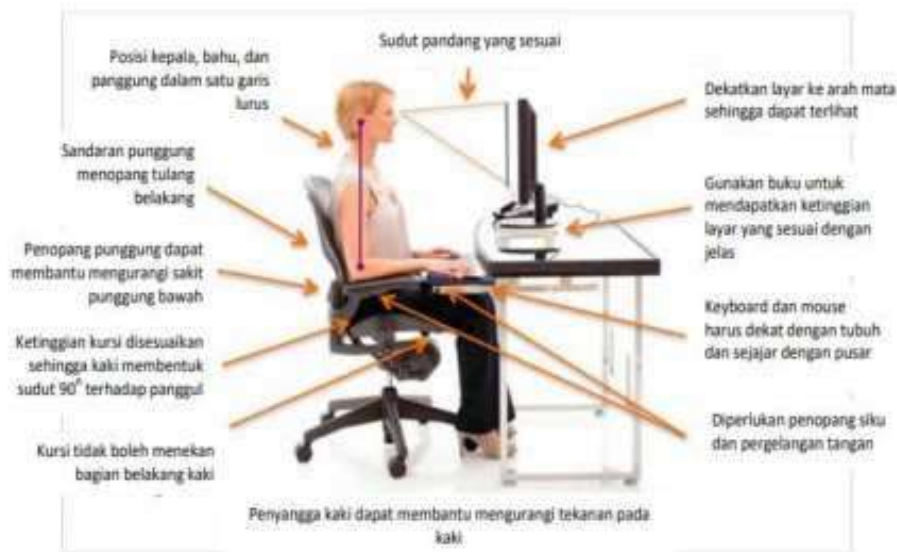 Sudut pandang yang sesuai
Posisi kepala, bahu, dan
panggung dalam satu garis
lurus
Sandaran punggung
menopang tulang
belakang
Penopang punggung dapat
membantu mengurangi sakit
punggung bawah
Ketinggian kursi disesuaikan
sehingga kaki membentuk
sudut 90° terhadap panggul
Kursi tidak boleh menekan
bagian belakang kaki
Dekatkan layar ke arah mata
sehingga dapat terlihat
Gunakan buku untuk
mendapatkan ketinggian
layar yang sesuai dengan
jelas
Keyboard dan mouse
harus dekat dengan tubuh
dan sejajar dengan pusar
Diperlukan penopang siku
dan pergelangan tangan
Penyangga kaki dapat membantu mengurangi tekanan pada
kaki